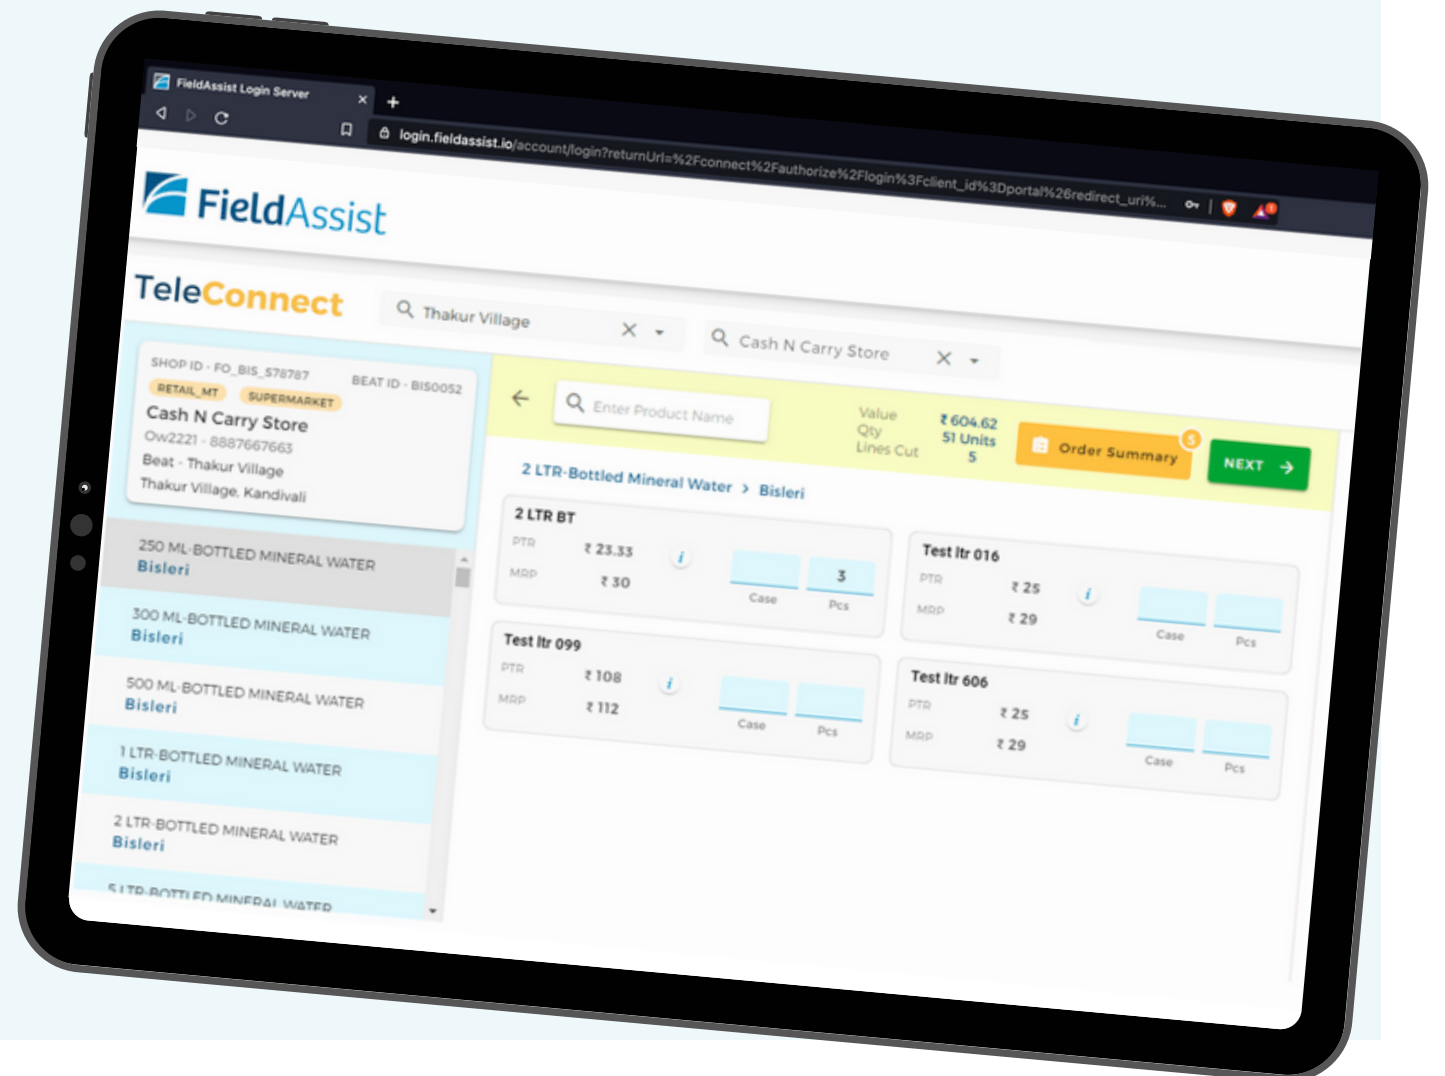 FieldAssist Login Server
login.fieldassist.io/account/login?returnUrl=%2Fconnect%2Fauthorize%2Flogin%3Fclient_id%3Dportal%26redirect_uri%...
1
FieldAssist
TeleConnect
Thakur Village
Cash N Carry Store
SHOP ID - FO_BIS_578787
BEAT ID - BIS0052
RETAIL_MT
SUPERMARKET
Cash N Carry Store
Ow2221 - 8887667663
Beat - Thakur Village
Thakur Village, Kandivali
250 ML-BOTTLED MINERAL WATER
Bisleri
300 ML-BOTTLED MINERAL WATER
Bisleri
500 ML-BOTTLED MINERAL WATER
Bisleri
1 LTR-BOTTLED MINERAL WATER
Bisleri
2 LTR-BOTTLED MINERAL WATER
Bisleri
5 LTR-BOTTLED MINERAL WATER
Enter Product Name
Value ₹ 604.62
Qty 51 Units
Lines Cut 5
Order Summary
5
NEXT
2 LTR-Bottled Mineral Water > Bisleri
2 LTR BT
PTR ₹ 23.33
MRP ₹ 30
i
3
Case Pcs
Test ltr 016
PTR ₹ 25
MRP ₹ 29
i
Case Pcs
Test ltr 099
PTR ₹ 108
MRP ₹ 112
i
Case Pcs
Test ltr 606
PTR ₹ 25
MRP ₹ 29
i
Case Pcs